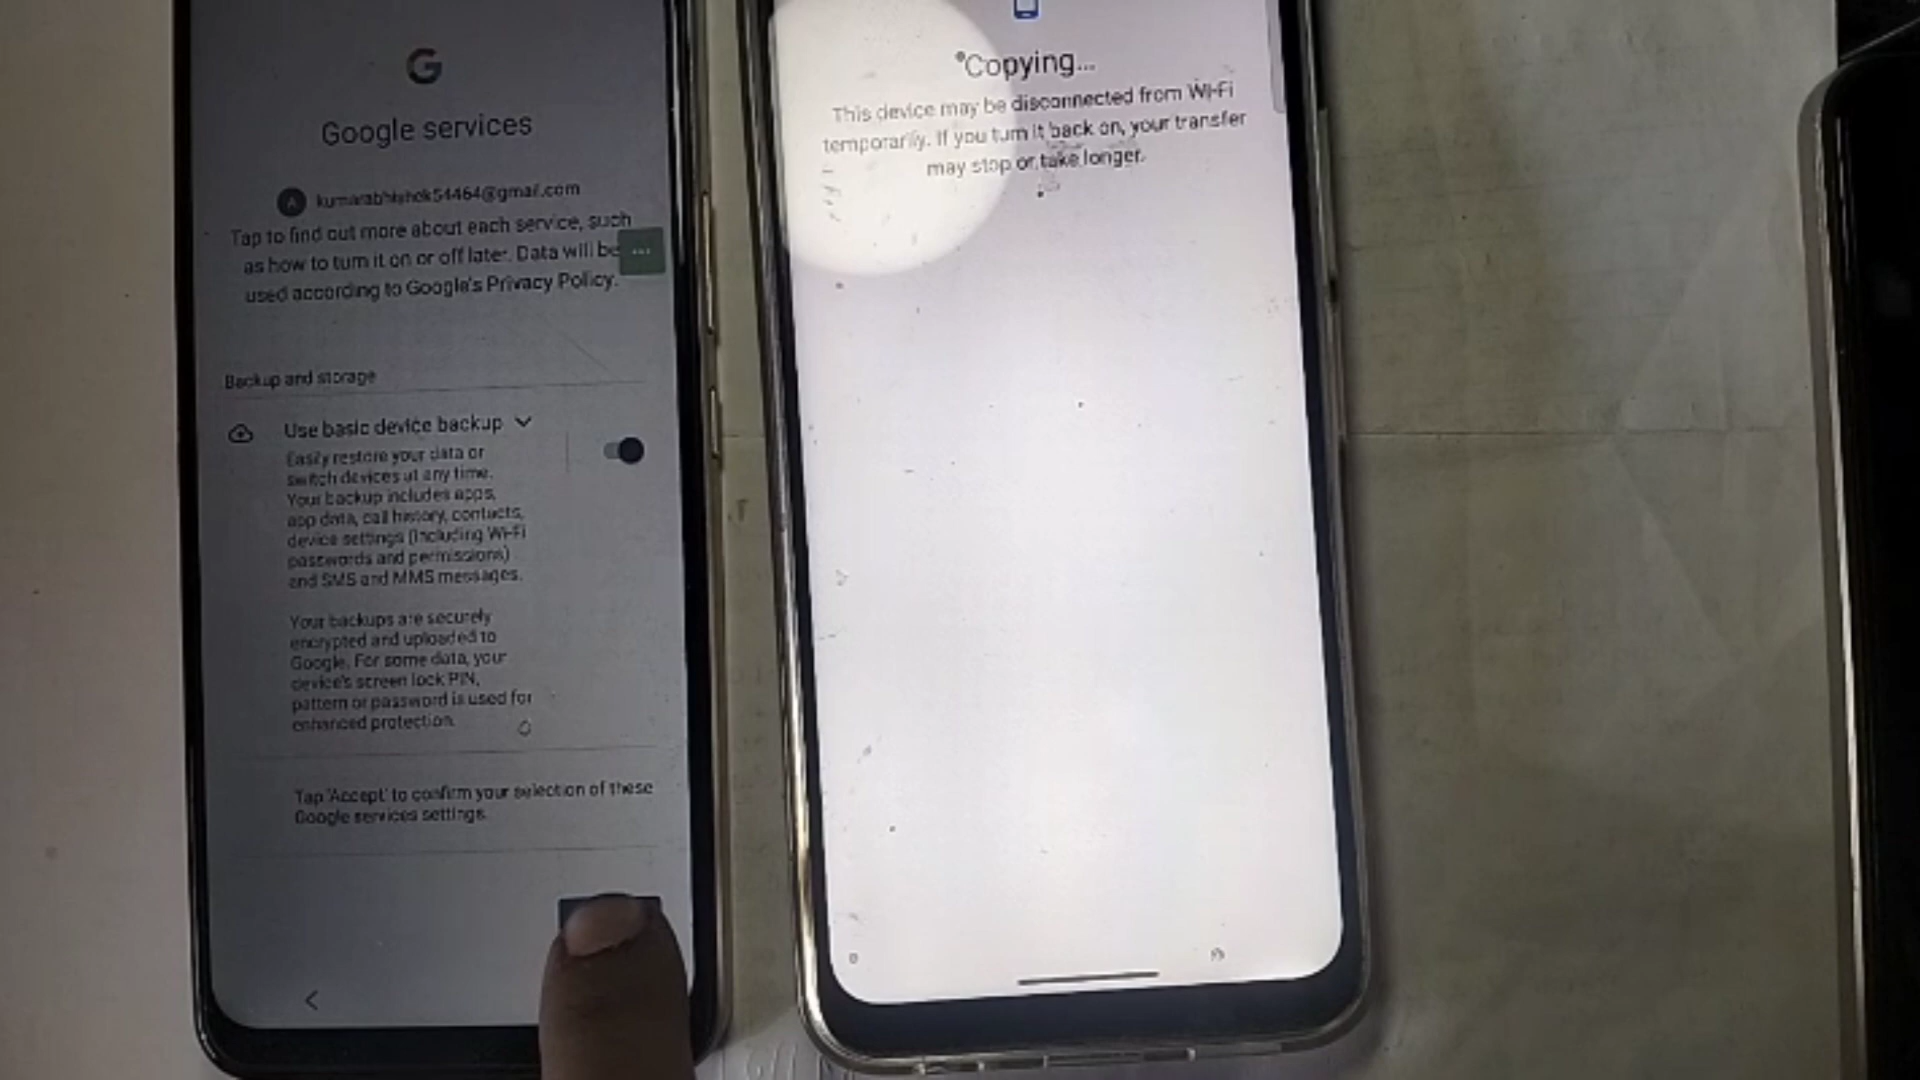 G
Google services
A kumarabhishek54464@gmail.com
Tap to find out more about each service, such
as how to turn it on or off later. Data will be
used according to Google's Privacy Policy.
Backup and storage
Use basic device backup
Easily restore your data or
switch devices at any time.
Your backup includes apps,
app data, call history, contacts,
device settings (including Wi-Fi
passwords and permissions)
and SMS and MMS messages.
Your backups are securely
encrypted and uploaded to
Google. For some data, your
device's screen lock PIN,
pattern or password is used for
enhanced protection.
Tap 'Accept' to confirm your selection of these
Google services settings.
Copying...
This device may be disconnected from Wi-Fi
temporarily. If you turn it back on, your transfer
may stop or take longer.